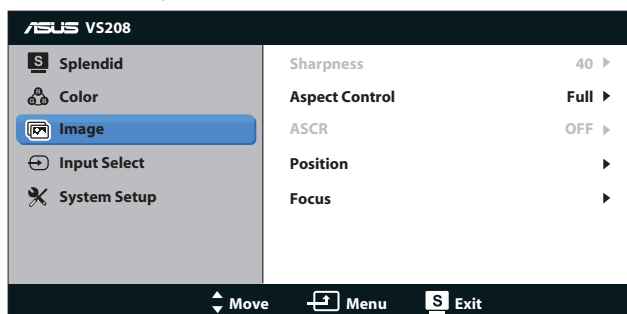 ASUS VS208
S Splendid
Color
Image
Input Select
System Setup
Sharpness 40
Aspect Control Full
ASCR OFF
Position
Focus
Move Menu S Exit